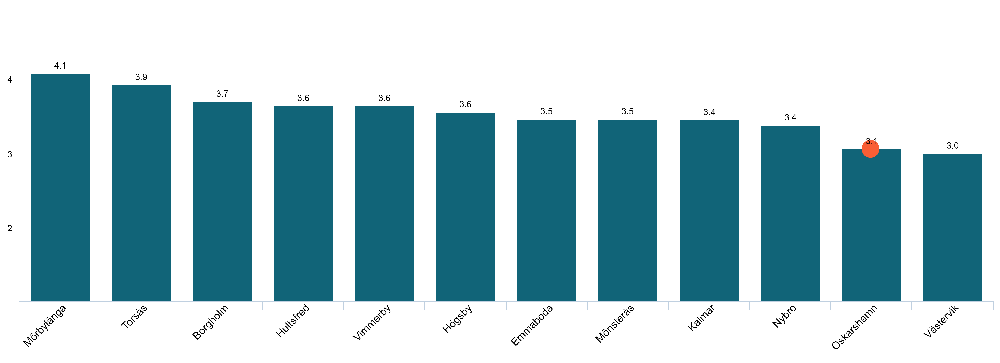 4.1
3.9
3.7
3.6
3.6
3.6
3.5
3.5
3.4
3.4
3.1
3.0
4
3
2
Mörbylånga
Torsås
Borgholm
Hultsfred
Vimmerby
Högsby
Emmaboda
Mönsterås
Kalmar
Nybro
Oskarshamn
Västervik